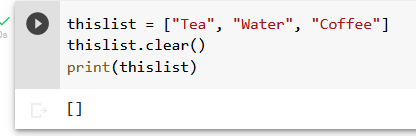 thislist = ["Tea", "Water", "Coffee"]
thislist.clear()
print(thislist)
[]